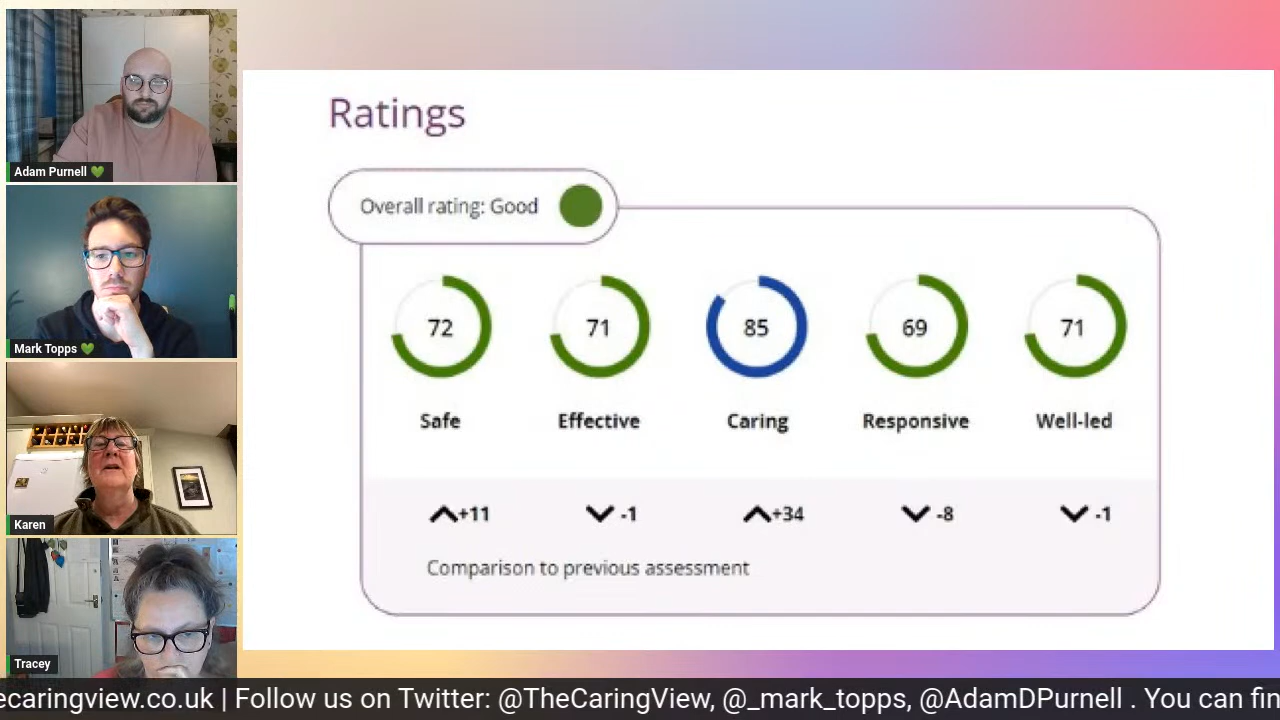 Adam Purnell 💚
Mark Topps 💚
Karen
Tracey
Ratings
Overall rating: Good
72 71 85 69 71
Safe Effective Caring Responsive Well-led
+11 -1 +34 -8 -1
Comparison to previous assessment
ecaringview.co.uk | Follow us on Twitter: @TheCaringView, @_mark_topps, @AdamDPurnell . You can fin